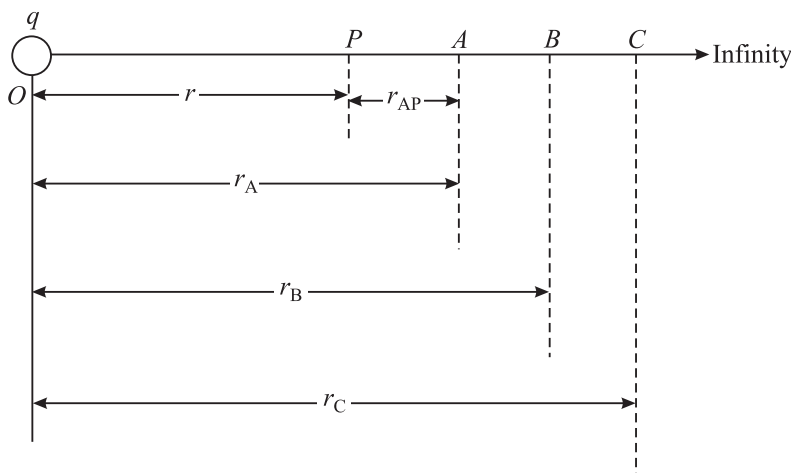 q
P A B C
Infinity
O r
r_AP
r_A
r_B
r_C